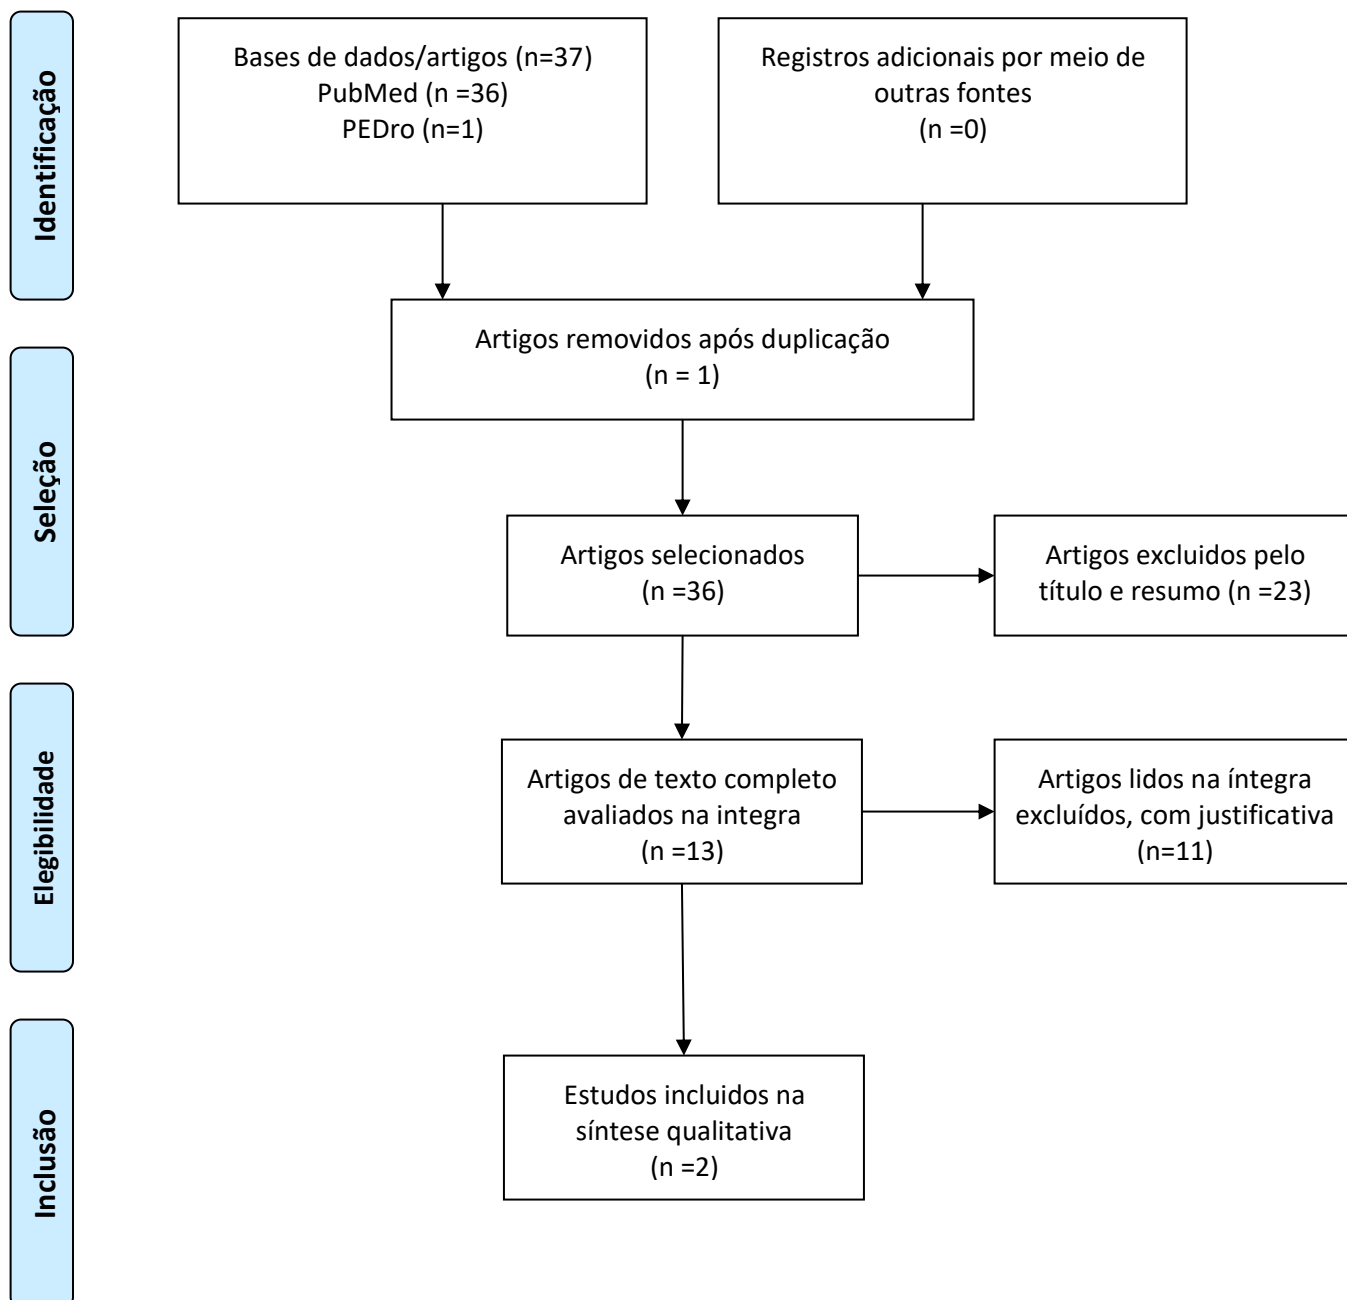 Identificação
Bases de dados/artigos (n=37)
PubMed (n =36)
PEDro (n=1)
Registros adicionais por meio de
outras fontes
(n =0)
Artigos removidos após duplicação
(n = 1)
Seleção
Artigos selecionados
(n =36)
Artigos excluidos pelo
título e resumo (n =23)
Elegibilidade
Artigos de texto completo
avaliados na integra
(n =13)
Artigos lidos na íntegra
excluídos, com justificativa
(n=11)
Inclusão
Estudos incluidos na
síntese qualitativa
(n =2)